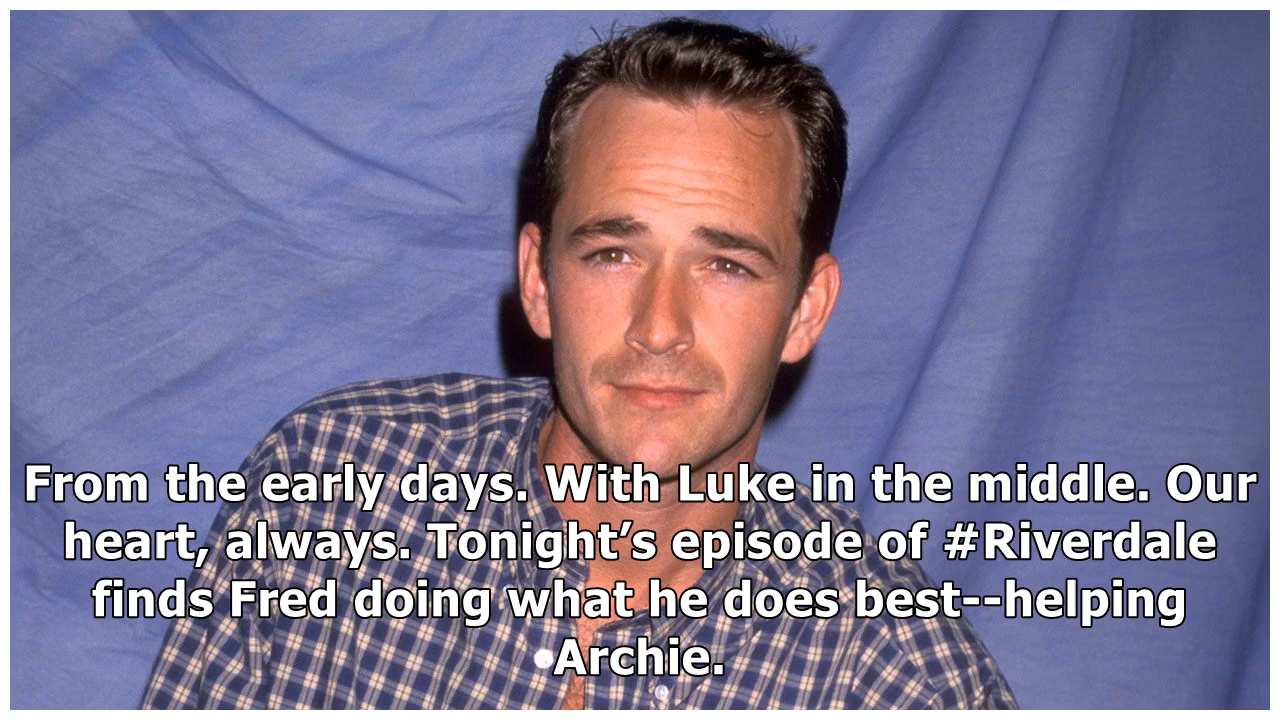 From the early days. With Luke in the middle. Our
heart, always. Tonight’s episode of #Riverdale
finds Fred doing what he does best--helping
Archie.